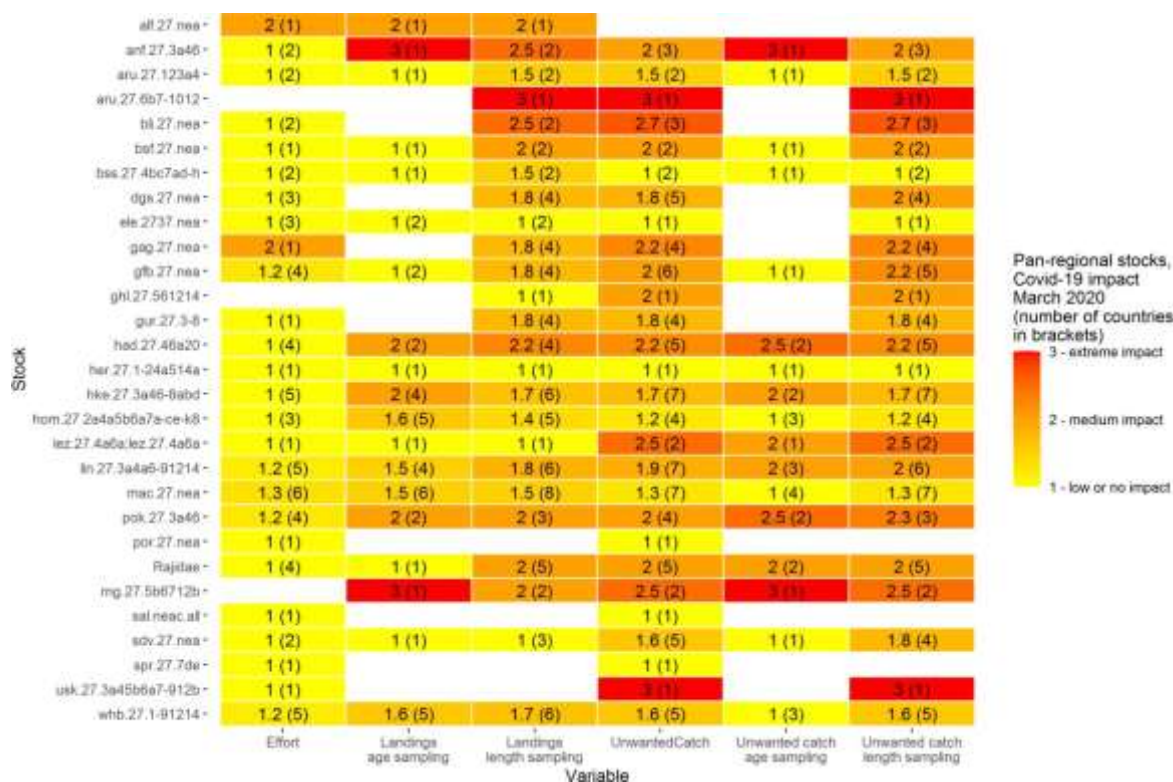 alf.27.nea 2 (1) 2 (1) 2 (1)
anf.27.3a46 1 (2) 3 (1) 2.5 (2) 2 (3) 3 (1) 2 (3)
aru.27.123a4 1 (2) 1 (1) 1.5 (2) 1.5 (2) 1 (1) 1.5 (2)
aru.27.6b7-1012 3 (1) 3 (1) 3 (1)
bli.27.nea 1 (2) 2.5 (2) 2.7 (3) 2.7 (3)
bsf.27.nea 1 (1) 1 (1) 2 (2) 2 (2) 1 (1) 2 (2)
bss.27.4bc7ad-h 1 (2) 1 (1) 1.5 (2) 1 (2) 1 (1) 1 (2)
dgs.27.nea 1 (3) 1.8 (4) 1.8 (5) 2 (4)
ele.2737.nea 1 (3) 1 (2) 1 (2) 1 (1) 1 (1)
gag.27.nea 2 (1) 1.8 (4) 2.2 (4) 2.2 (4)
gfb.27.nea 1.2 (4) 1 (2) 1.8 (4) 2 (6) 1 (1) 2.2 (5)
ghl.27.561214 1 (1) 2 (1) 2 (1)
gur.27.3-8 1 (1) 1.8 (4) 1.8 (4) 1.8 (4)
had.27.46a20 1 (4) 2 (2) 2.2 (4) 2.2 (5) 2.5 (2) 2.2 (5)
her.27.1-24a514a 1 (1) 1 (1) 1 (1) 1 (1) 1 (1) 1 (1)
hke.27.3a46-8abd 1 (5) 2 (4) 1.7 (6) 1.7 (7) 2 (2) 1.7 (7)
hom.27.2a4a5b6a7a-ce-k8 1 (3) 1.6 (5) 1.4 (5) 1.2 (4) 1 (3) 1.2 (4)
lez.27.4a6a;lez.27.4a6a 1 (1) 1 (1) 1 (1) 2.5 (2) 2 (1) 2.5 (2)
lin.27.3a4a6-91214 1.2 (5) 1.5 (4) 1.8 (6) 1.9 (7) 2 (3) 2 (6)
mac.27.nea 1.3 (6) 1.5 (6) 1.5 (8) 1.3 (7) 1 (4) 1.3 (7)
pok.27.3a46 1.2 (4) 2 (2) 2 (3) 2 (4) 2.5 (2) 2.3 (3)
por.27.nea 1 (1) 1 (1)
Rajidae 1 (4) 1 (1) 2 (5) 2 (5) 2 (2) 2 (5)
rng.27.5b6712b 3 (1) 2 (2) 2.5 (2) 3 (1) 2.5 (2)
sal.neac.all 1 (1) 1 (1)
sdv.27.nea 1 (2) 1 (1) 1 (3) 1.6 (5) 1 (1) 1.8 (4)
spr.27.7de 1 (1) 1 (1)
usk.27.3a45b6a7-912b 1 (1) 3 (1) 3 (1)
whb.27.1-91214 1.2 (5) 1.6 (5) 1.7 (6) 1.6 (5) 1 (3) 1.6 (5)
Stock
Effort Landings Landings UnwantedCatch Unwanted catch Unwanted catch
age sampling length sampling age sampling length sampling
Variable
Pan-regional stocks,
Covid-19 impact
March 2020
(number of countries
in brackets)
3 - extreme impact
2 - medium impact
1 - low or no impact